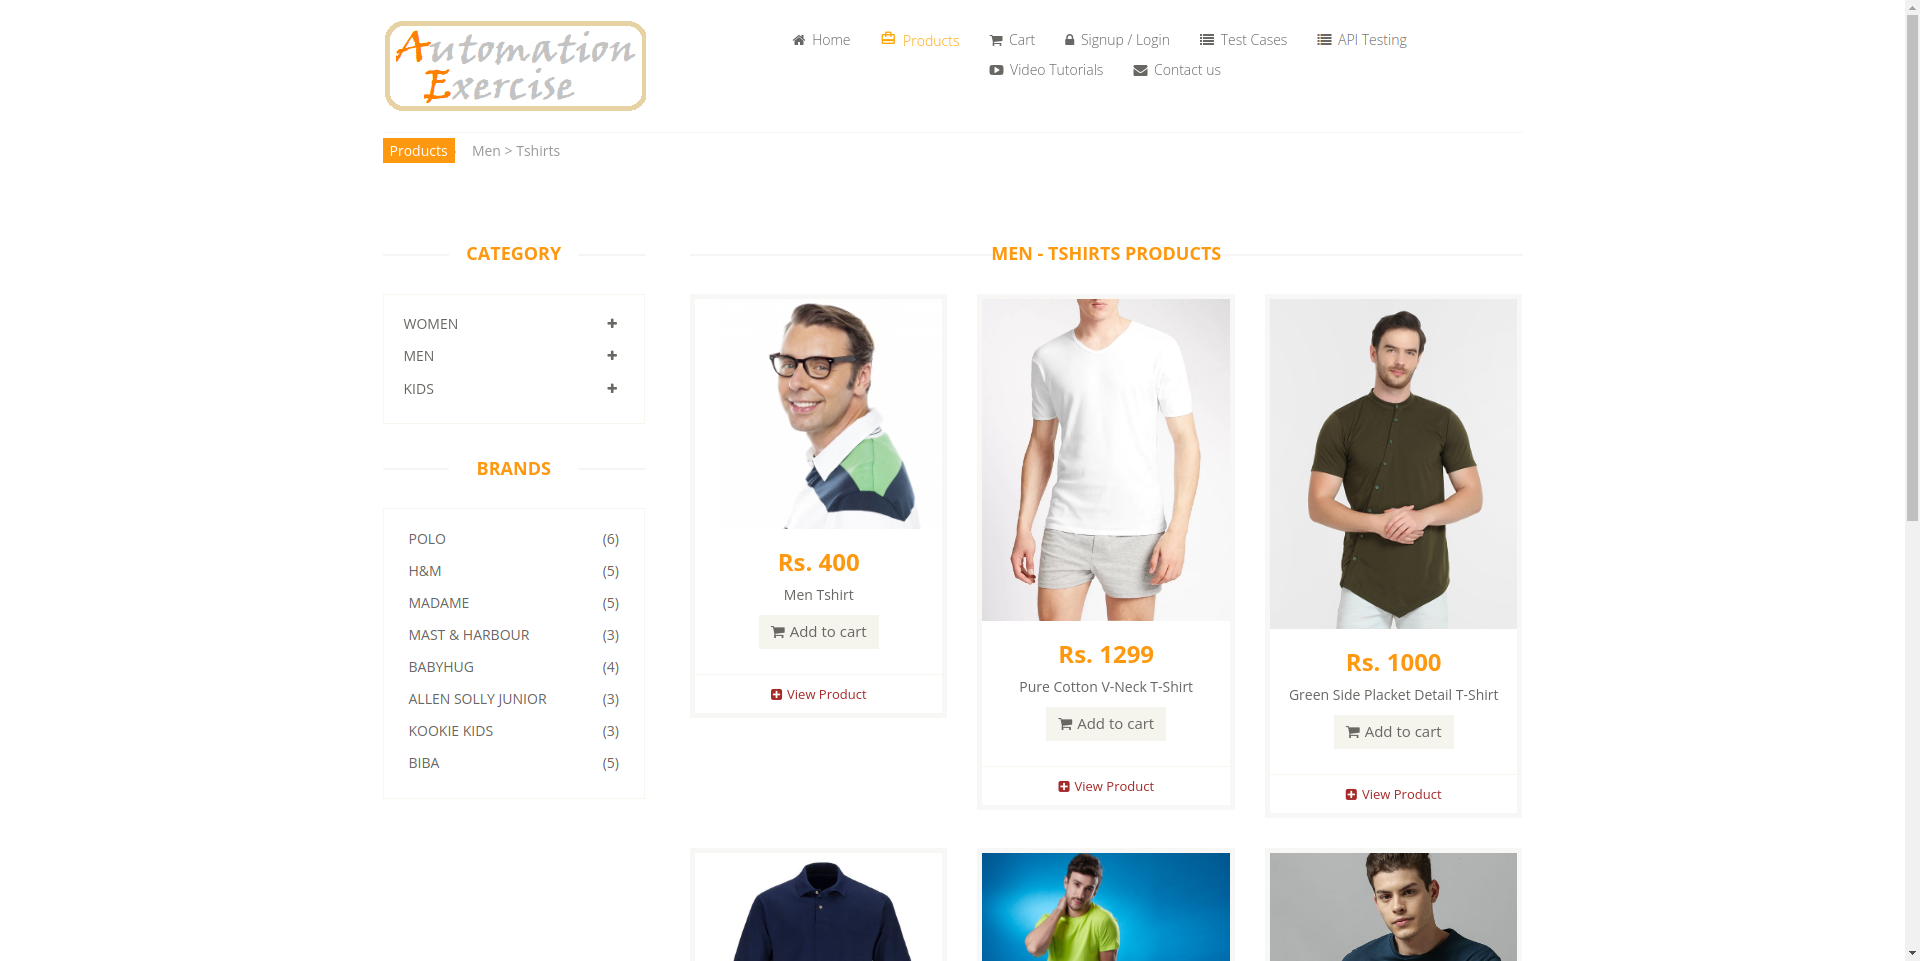 Automation
Exercise
Home
Products
Cart
Signup / Login
Test Cases
API Testing
Video Tutorials
Contact us
Products
Men > Tshirts
CATEGORY
WOMEN
MEN
KIDS
BRANDS
POLO (6)
H&M (5)
MADAME (5)
MAST & HARBOUR (3)
BABYHUG (4)
ALLEN SOLLY JUNIOR (3)
KOOKIE KIDS (3)
BIBA (5)
MEN - TSHIRTS PRODUCTS
Rs. 400
Men Tshirt
Add to cart
View Product
Rs. 1299
Pure Cotton V-Neck T-Shirt
Add to cart
View Product
Rs. 1000
Green Side Placket Detail T-Shirt
Add to cart
View Product